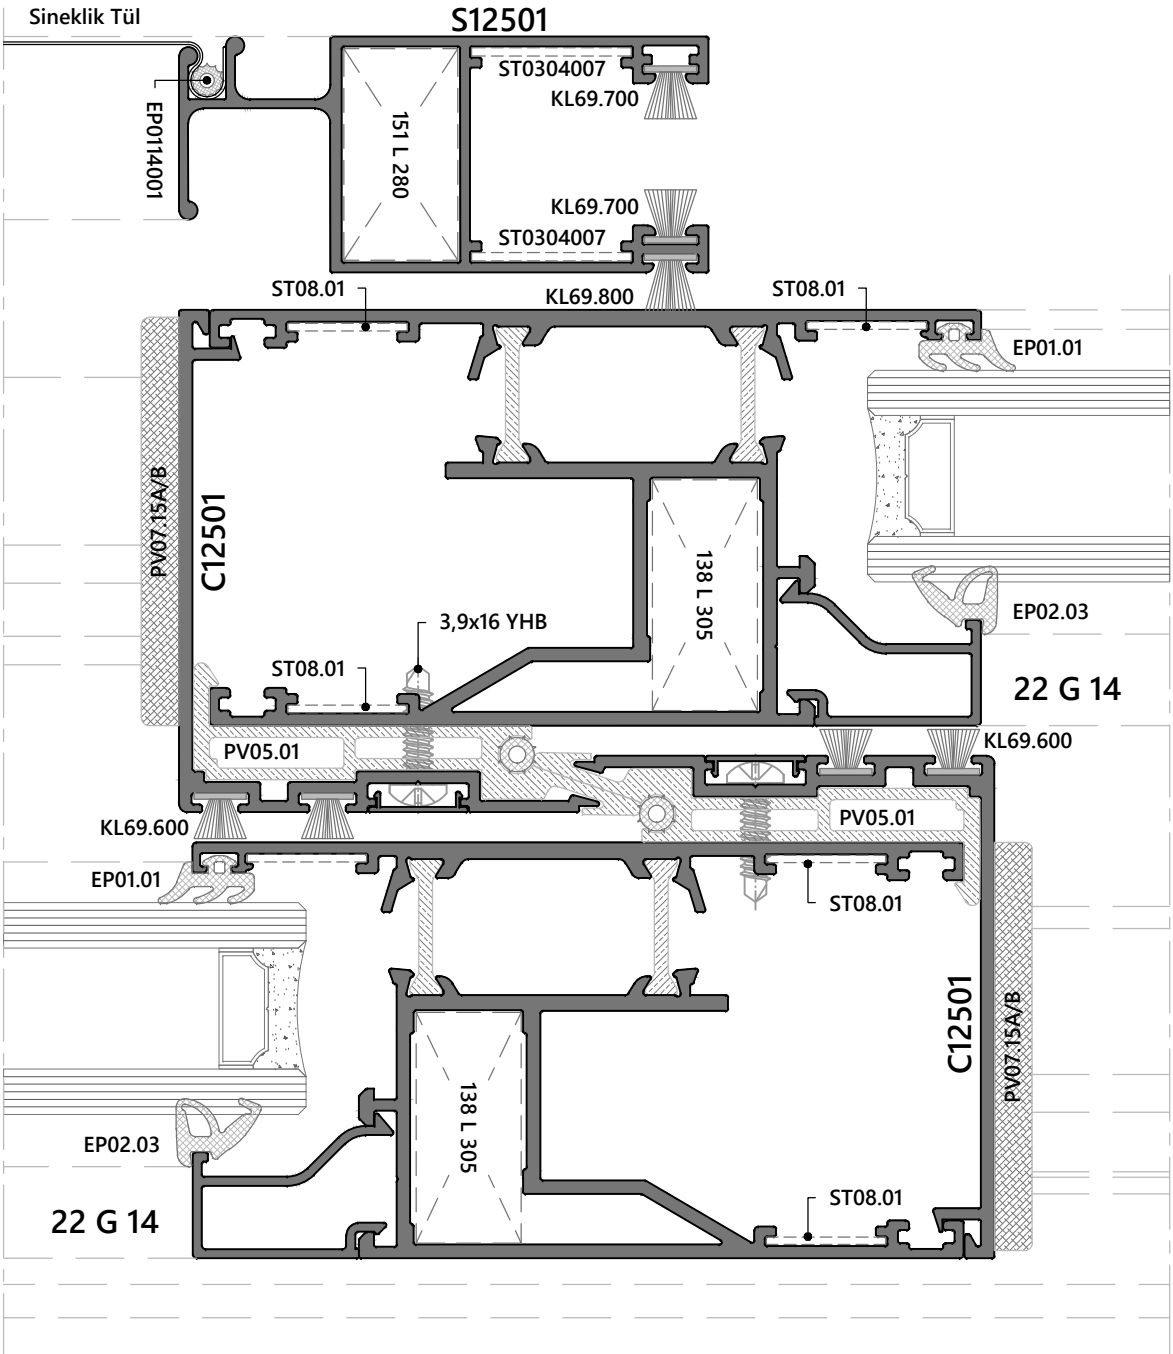 Sineklik Tül
S12501
ST0304007
KL69.700
EP0114001
151 L 280
KL69.700
ST0304007
ST08.01
KL69.800
ST08.01
EP01.01
PV07.15A/B
C12501
138 L 305
EP02.03
3,9x16 YHB
ST08.01
22 G 14
PV05.01
KL69.600
PV05.01
KL69.600
EP01.01
ST08.01
C12501
PV07.15A/B
138 L 305
EP02.03
ST08.01
22 G 14